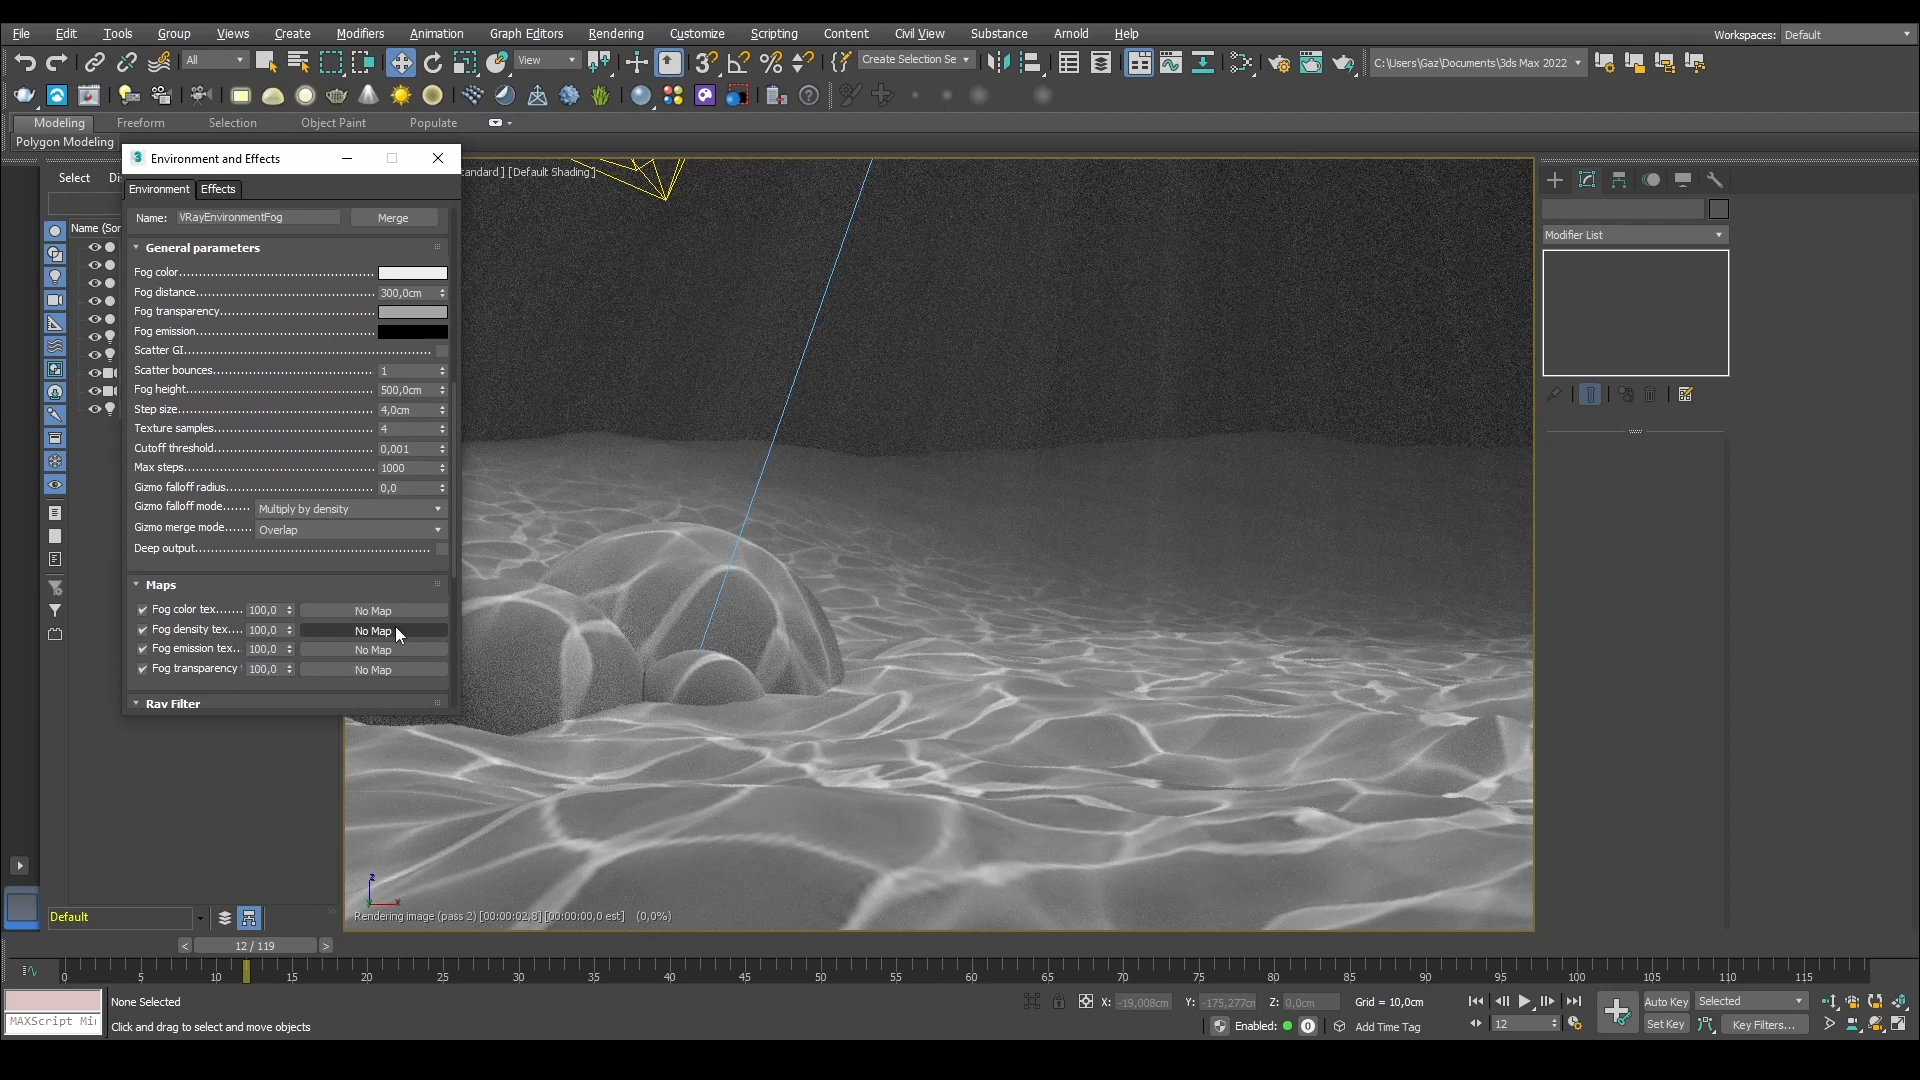 File Edit Tools Group Views Create Modifiers Animation Graph Editors Rendering Customize Scripting Content Civil View Substance Arnold Help Workspaces: Default
All View Create Selection Se C:\Users\Gaz\Documents\3ds Max 2022
Modeling Freeform Selection Object Paint Populate
Polygon Modeling
Environment and Effects
tandard ] [Default Shading ]
Select Di
Environment Effects
Name (Sor
Name: VRayEnvironmentFog Merge
Modifier List
General parameters
Fog color
Fog distance 300,0cm
Fog transparency
Fog emission
Scatter GI
Scatter bounces 1
Fog height 500,0cm
Step size 4,0cm
Texture samples 4
Cutoff threshold 0,001
Max steps 1000
Gizmo falloff radius 0,0
Gizmo falloff mode Multiply by density
Gizmo merge mode Overlap
Deep output
Maps
Fog color tex 100,0 No Map
Fog density tex 100,0 No Map
Fog emission tex 100,0 No Map
Fog transparency 100,0 No Map
Ray Filter
z
x
Rendering image (pass 2) [00:00:02,8] [00:00:00,0 est] (0,0%)
Default
< 12 / 119 >
0 5 10 15 20 25 30 35 40 45 50 55 60 65 70 75 80 85 90 95 100 105 110 115
None Selected X: -19,008cm Y: -175,277cm Z: 0,0cm Grid = 10,0cm Auto Key Selected
MAXScript Mi Click and drag to select and move objects Enabled: 0 Add Time Tag 12 Set Key Key Filters...